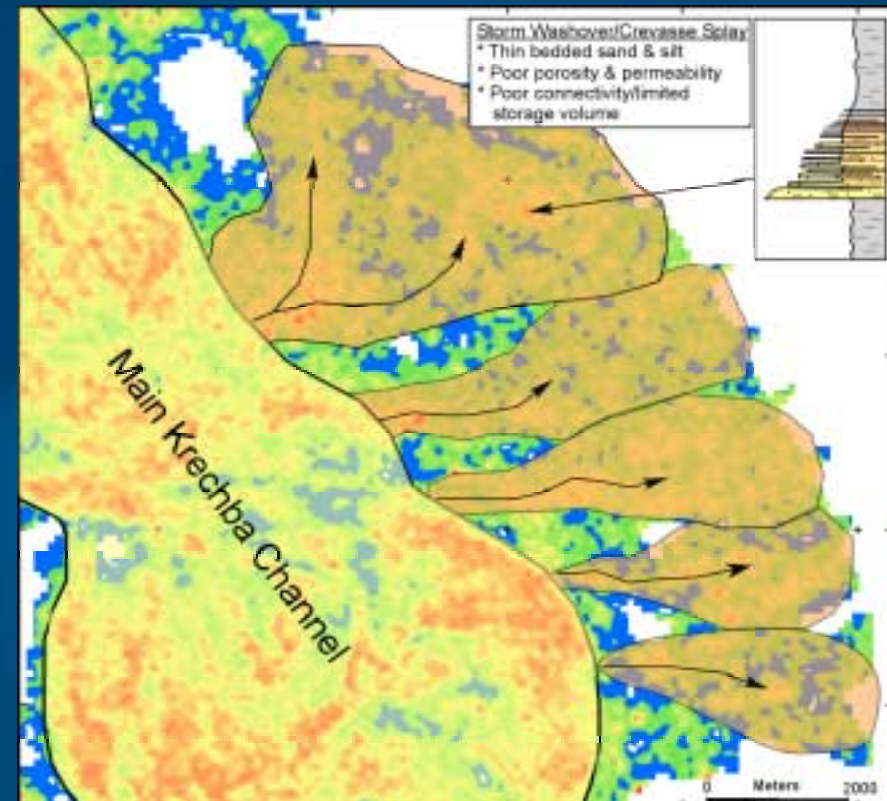 Storm Washover/Crevasse Splay
* Thin bedded sand & silt
* Poor porosity & permeability
* Poor connectivity/limited
storage volume
Main Krechba Channel
0 Meters 2000